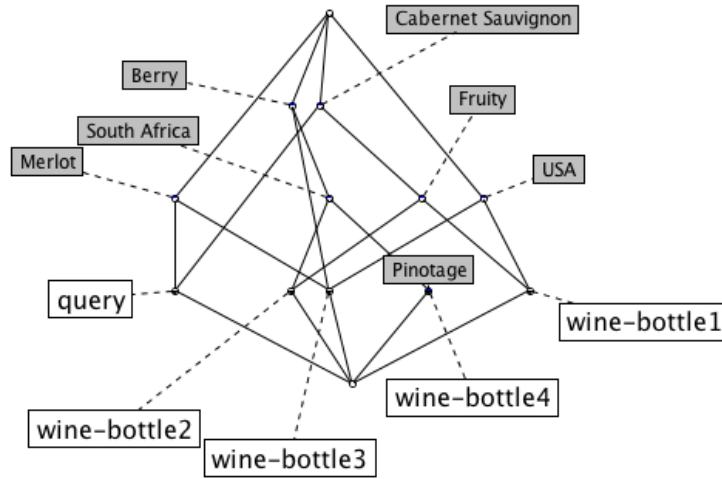 Cabernet Sauvignon
Berry
Fruity
South Africa
Merlot
USA
Pinotage
query
wine-bottle1
wine-bottle4
wine-bottle2
wine-bottle3